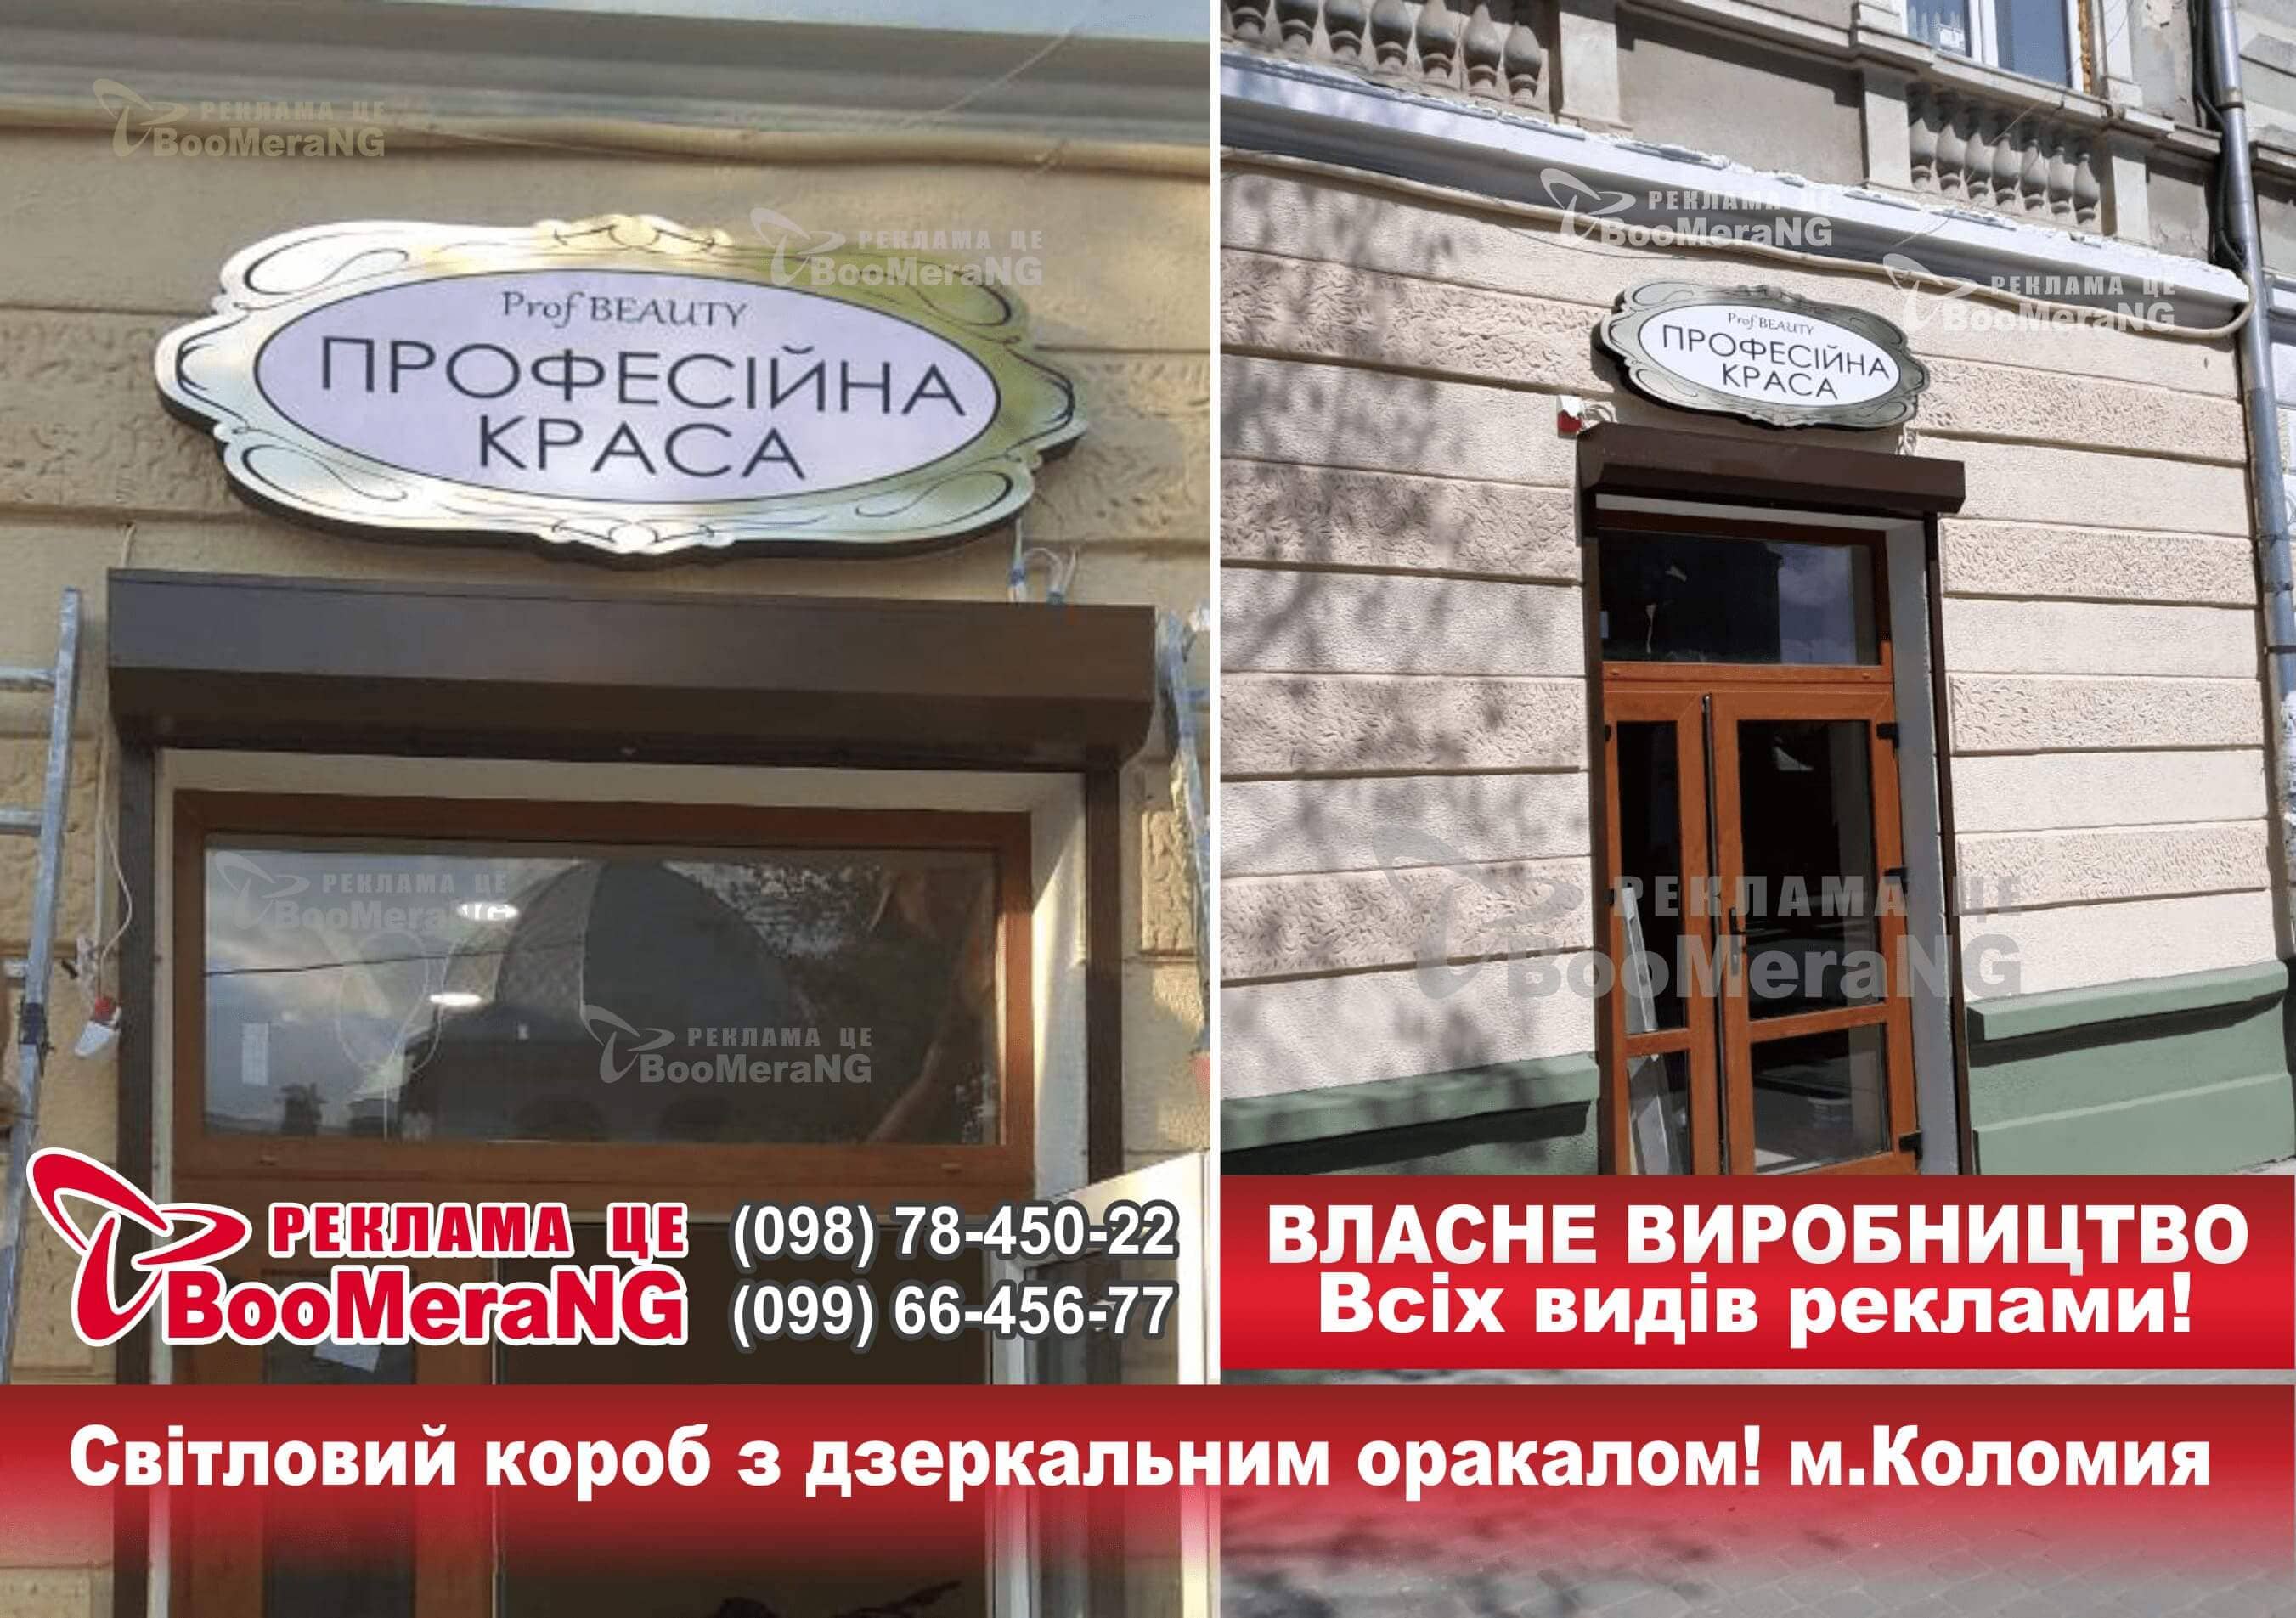 РЕКЛАМА ЦЕ
BooMeraNG
РЕКЛАМА ЦЕ
BooMeraNG
Prof BEAUTY
ПРОФЕСІЙНА
КРАСА
РЕКЛАМА ЦЕ
BooMeraNG
РЕКЛАМА ЦЕ
BooMeraNG
РЕКЛАМА ЦЕ
BooMeraNG
(098) 78-450-22
(099) 66-456-77
РЕКЛАМА ЦЕ
BooMeraNG
РЕКЛАМА ЦЕ
BooMeraNG
Prof BEAUTY
ПРОФЕСІЙНА
КРАСА
РЕКЛАМА ЦЕ
BooMeraNG
ВЛАСНЕ ВИРОБНИЦТВО
Всіх видів реклами!
Світловий короб з дзеркальним оракалом! м.Коломия